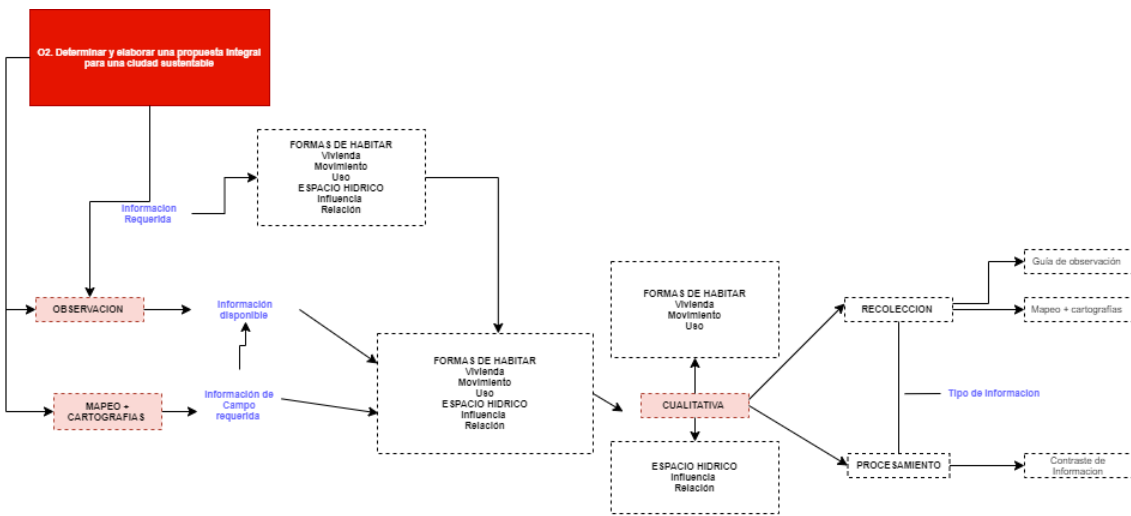 O2. Determinar y elaborar una propuesta integral
para una ciudad sustentable
FORMAS DE HABITAR
Vivienda
Movimiento
Uso
ESPACIO HIDRICO
Influencia
Relación
Informacion
Requerida
OBSERVACION
Información
disponible
MAPEO +
CARTOGRAFIAS
Información de
Campo
requerida
FORMAS DE HABITAR
Vivienda
Movimiento
Uso
ESPACIO HIDRICO
Influencia
Relación
FORMAS DE HABITAR
Vivienda
Movimiento
Uso
CUALITATIVA
ESPACIO HIDRICO
Influencia
Relación
RECOLECCION
Guía de observación
Mapeo + cartografías
Tipo de Informacion
PROCESAMIENTO
Contraste de
Informacion